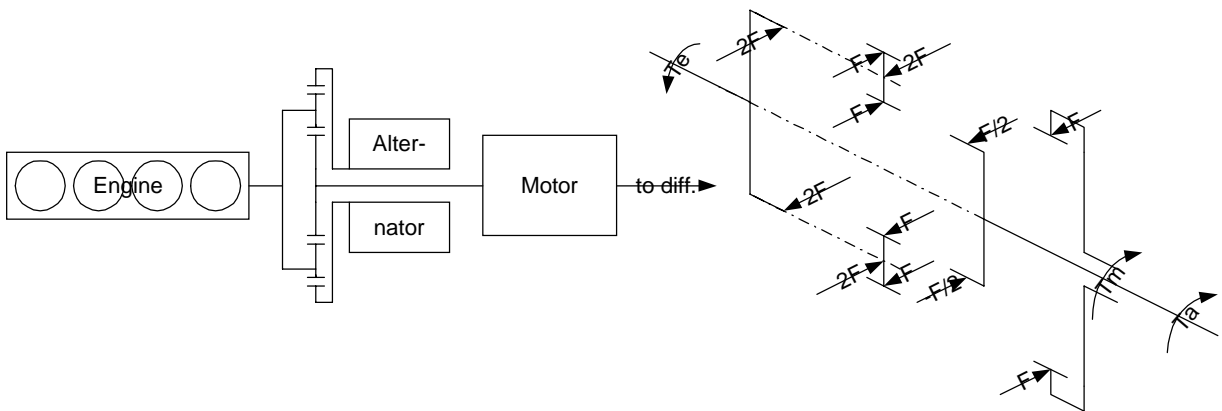 Engine
Alter-
nator
Motor
to diff.
Te
2F
F
2F
F
F/2
F
2F
F
2F
F
F/2
Tm
Ta
F